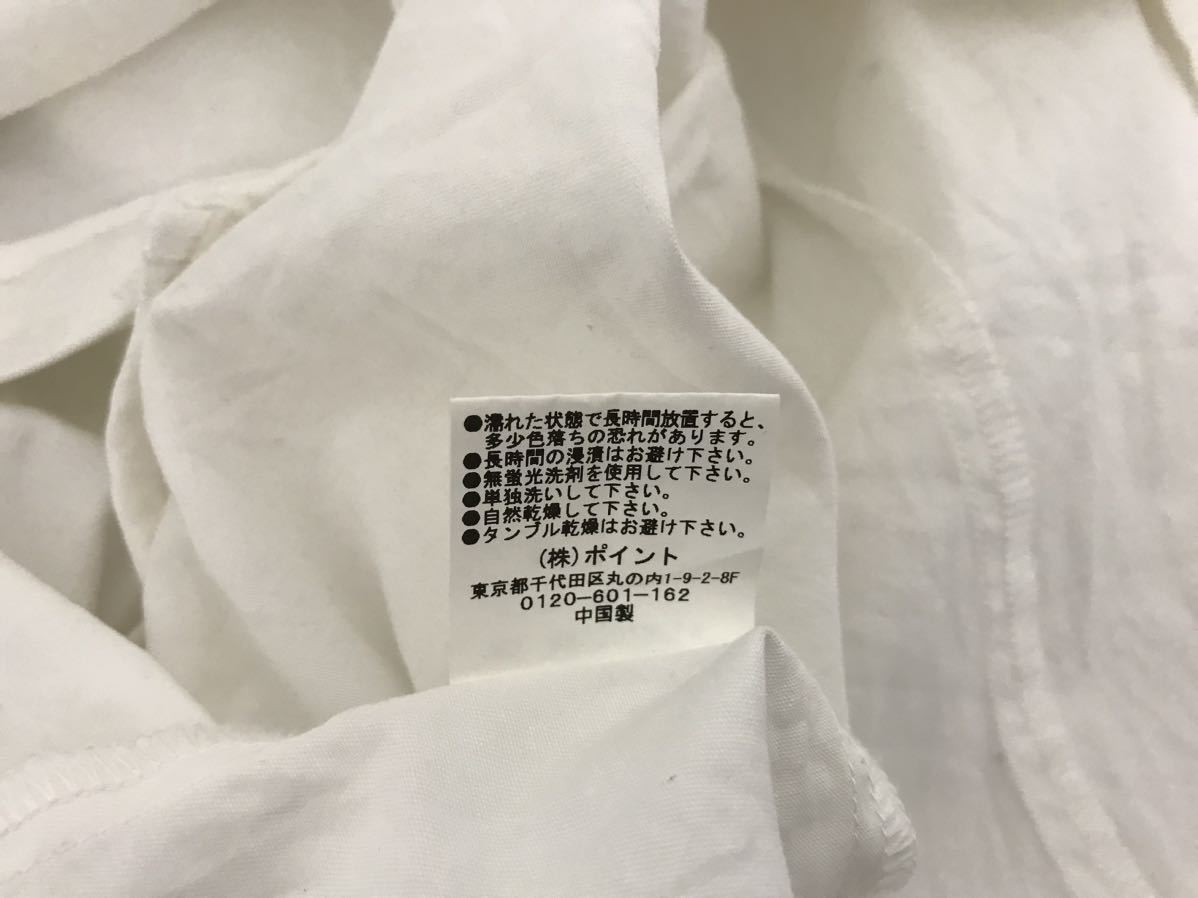 ●濡れた状態で長時間放置すると、
多少色落ちの恐れがあります。
●長時間の浸漬はお避け下さい。
●無蛍光洗剤を使用して下さい。
●単独洗いして下さい。
●自然乾燥して下さい。
●タンブル乾燥はお避け下さい。
(株)ポイント
東京都千代田区丸の内1-9-2-8F
0120-601-162
中国製